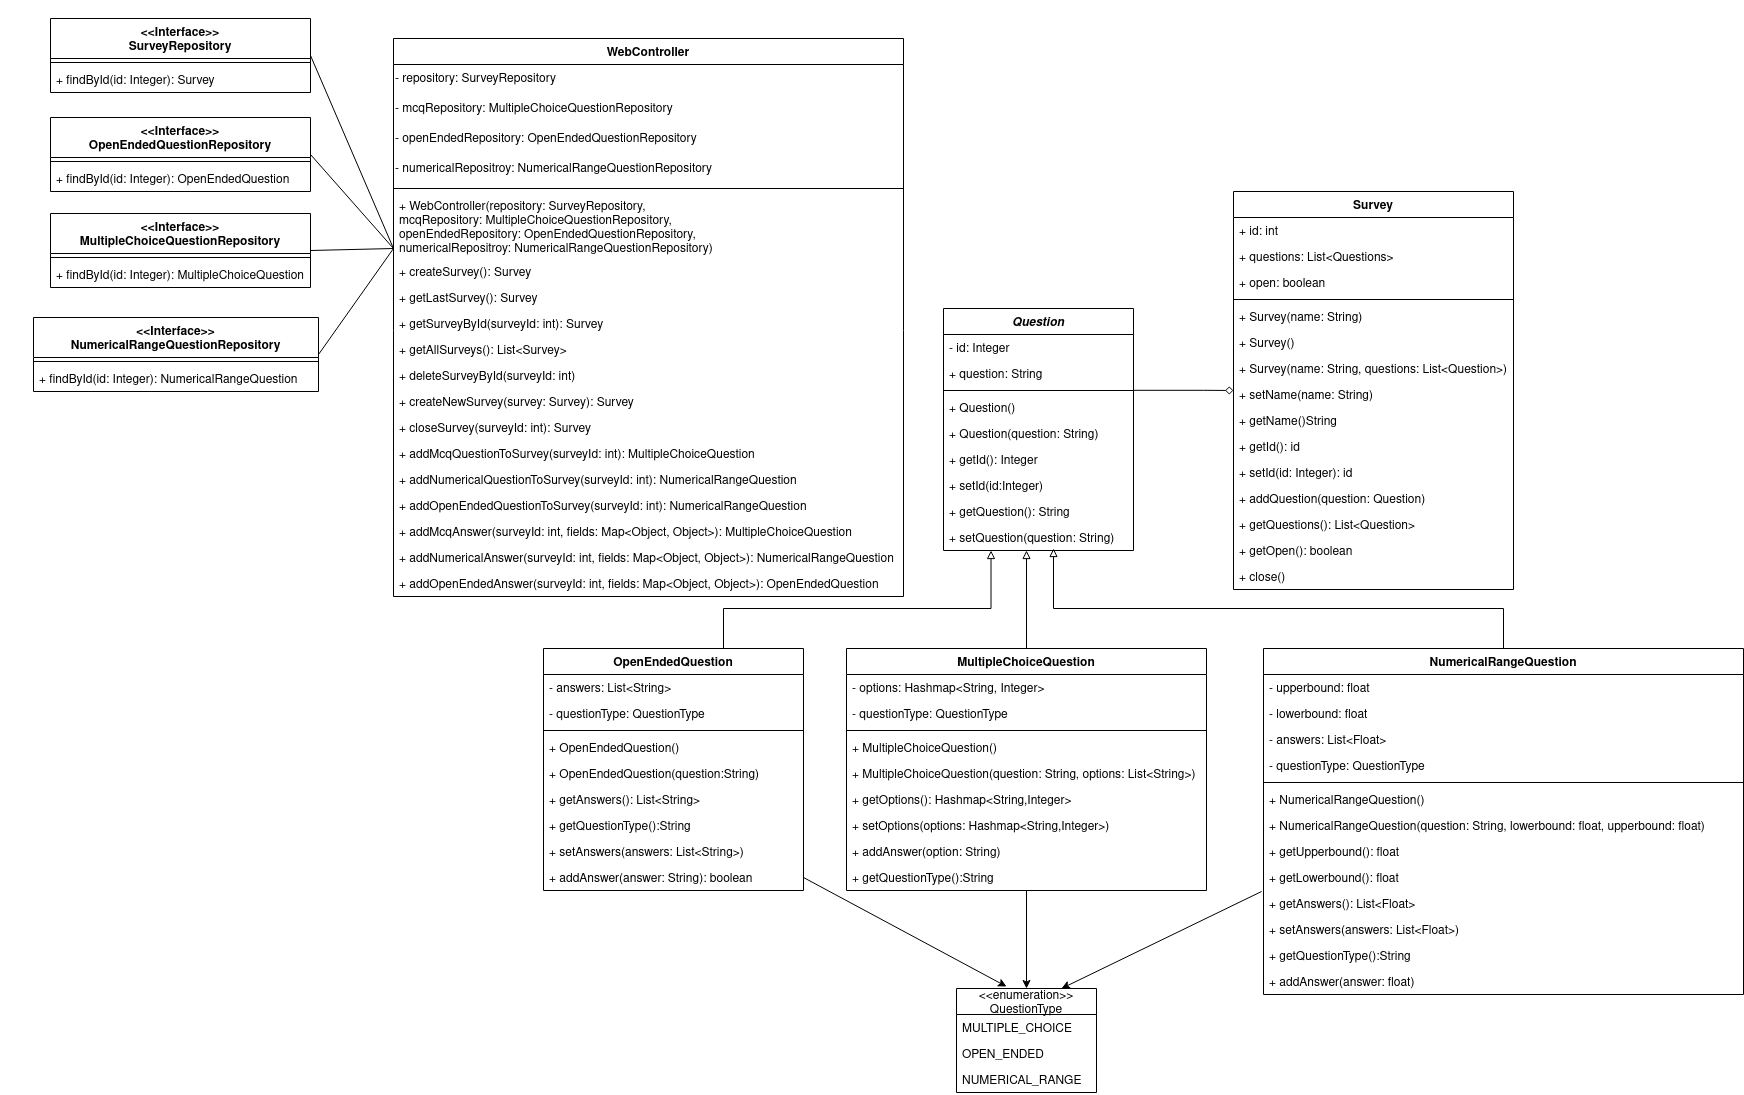 <<Interface>>
SurveyRepository
+ findById(id: Integer): Survey
<<Interface>>
OpenEndedQuestionRepository
+ findById(id: Integer): OpenEndedQuestion
<<Interface>>
MultipleChoiceQuestionRepository
+ findById(id: Integer): MultipleChoiceQuestion
<<Interface>>
NumericalRangeQuestionRepository
+ findById(id: Integer): NumericalRangeQuestion
WebController
- repository: SurveyRepository
- mcqRepository: MultipleChoiceQuestionRepository
- openEndedRepository: OpenEndedQuestionRepository
- numericalRepositroy: NumericalRangeQuestionRepository
+ WebController(repository: SurveyRepository,
mcqRepository: MultipleChoiceQuestionRepository,
openEndedRepository: OpenEndedQuestionRepository,
numericalRepositroy: NumericalRangeQuestionRepository)
+ createSurvey(): Survey
+ getLastSurvey(): Survey
+ getSurveyById(surveyId: int): Survey
+ getAllSurveys(): List<Survey>
+ deleteSurveyById(surveyId: int)
+ createNewSurvey(survey: Survey): Survey
+ closeSurvey(surveyId: int): Survey
+ addMcqQuestionToSurvey(surveyId: int): MultipleChoiceQuestion
+ addNumericalQuestionToSurvey(surveyId: int): NumericalRangeQuestion
+ addOpenEndedQuestionToSurvey(surveyId: int): NumericalRangeQuestion
+ addMcqAnswer(surveyId: int, fields: Map<Object, Object>): MultipleChoiceQuestion
+ addNumericalAnswer(surveyId: int, fields: Map<Object, Object>): NumericalRangeQuestion
+ addOpenEndedAnswer(surveyId: int, fields: Map<Object, Object>): OpenEndedQuestion
Question
- id: Integer
+ question: String
+ Question()
+ Question(question: String)
+ getId(): Integer
+ setId(id:Integer)
+ getQuestion(): String
+ setQuestion(question: String)
Survey
+ id: int
+ questions: List<Questions>
+ open: boolean
+ Survey(name: String)
+ Survey()
+ Survey(name: String, questions: List<Question>)
+ setName(name: String)
+ getName()String
+ getId(): id
+ setId(id: Integer): id
+ addQuestion(question: Question)
+ getQuestions(): List<Question>
+ getOpen(): boolean
+ close()
OpenEndedQuestion
- answers: List<String>
- questionType: QuestionType
+ OpenEndedQuestion()
+ OpenEndedQuestion(question:String)
+ getAnswers(): List<String>
+ getQuestionType():String
+ setAnswers(answers: List<String>)
+ addAnswer(answer: String): boolean
MultipleChoiceQuestion
- options: Hashmap<String, Integer>
- questionType: QuestionType
+ MultipleChoiceQuestion()
+ MultipleChoiceQuestion(question: String, options: List<String>)
+ getOptions(): Hashmap<String,Integer>
+ setOptions(options: Hashmap<String,Integer>)
+ addAnswer(option: String)
+ getQuestionType():String
NumericalRangeQuestion
- upperbound: float
- lowerbound: float
- answers: List<Float>
- questionType: QuestionType
+ NumericalRangeQuestion()
+ NumericalRangeQuestion(question: String, lowerbound: float, upperbound: float)
+ getUpperbound(): float
+ getLowerbound(): float
+ getAnswers(): List<Float>
+ setAnswers(answers: List<Float>)
+ getQuestionType():String
+ addAnswer(answer: float)
<<enumeration>>
QuestionType
MULTIPLE_CHOICE
OPEN_ENDED
NUMERICAL_RANGE